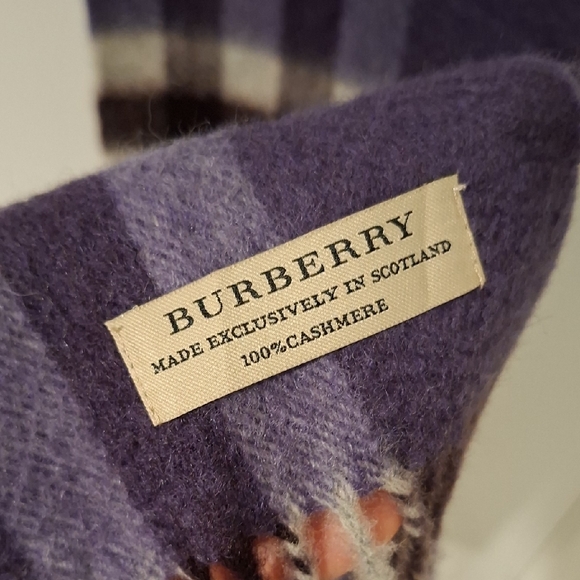 BURBERRY
MADE EXCLUSIVELY IN SCOTLAND
100%CASHMERE